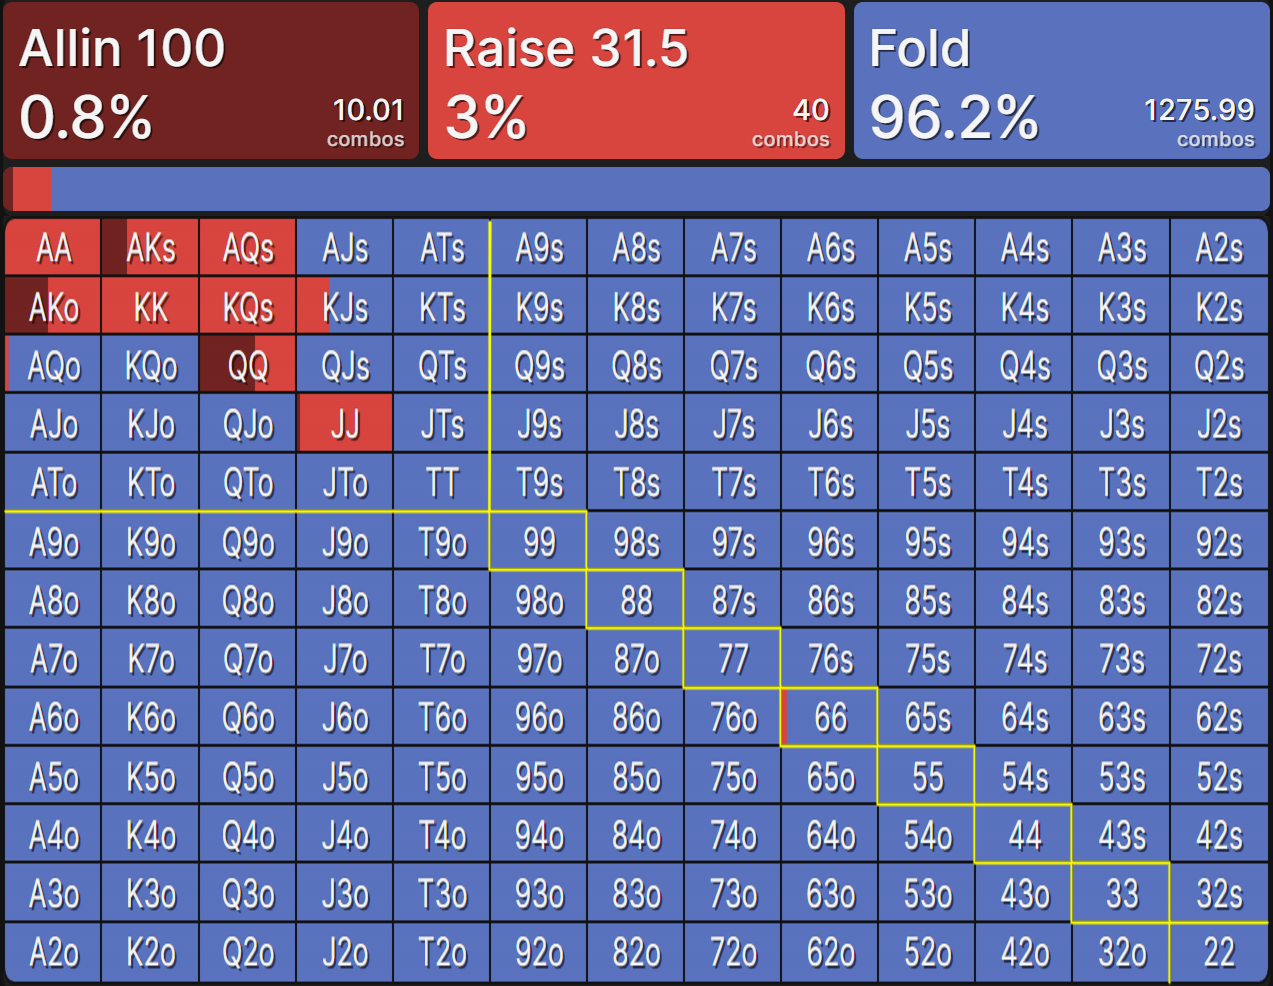 Allin 100 Raise 31.5 Fold
0.8% 10.01 combos 3% 40 combos 96.2% 1275.99 combos
AA AKs AQs AJs ATs A9s A8s A7s A6s A5s A4s A3s A2s
AKo KK KQs KJs KTs K9s K8s K7s K6s K5s K4s K3s K2s
AQo KQo QQ QJs QTs Q9s Q8s Q7s Q6s Q5s Q4s Q3s Q2s
AJo KJo QJo JJ JTs J9s J8s J7s J6s J5s J4s J3s J2s
ATo KTo QTo JTo TT T9s T8s T7s T6s T5s T4s T3s T2s
A9o K9o Q9o J9o T9o 99 98s 97s 96s 95s 94s 93s 92s
A8o K8o Q8o J8o T8o 98o 88 87s 86s 85s 84s 83s 82s
A7o K7o Q7o J7o T7o 97o 87o 77 76s 75s 74s 73s 72s
A6o K6o Q6o J6o T6o 96o 86o 76o 66 65s 64s 63s 62s
A5o K5o Q5o J5o T5o 95o 85o 75o 65o 55 54s 53s 52s
A4o K4o Q4o J4o T4o 94o 84o 74o 64o 54o 44 43s 42s
A3o K3o Q3o J3o T3o 93o 83o 73o 63o 53o 43o 33 32s
A2o K2o Q2o J2o T2o 92o 82o 72o 62o 52o 42o 32o 22